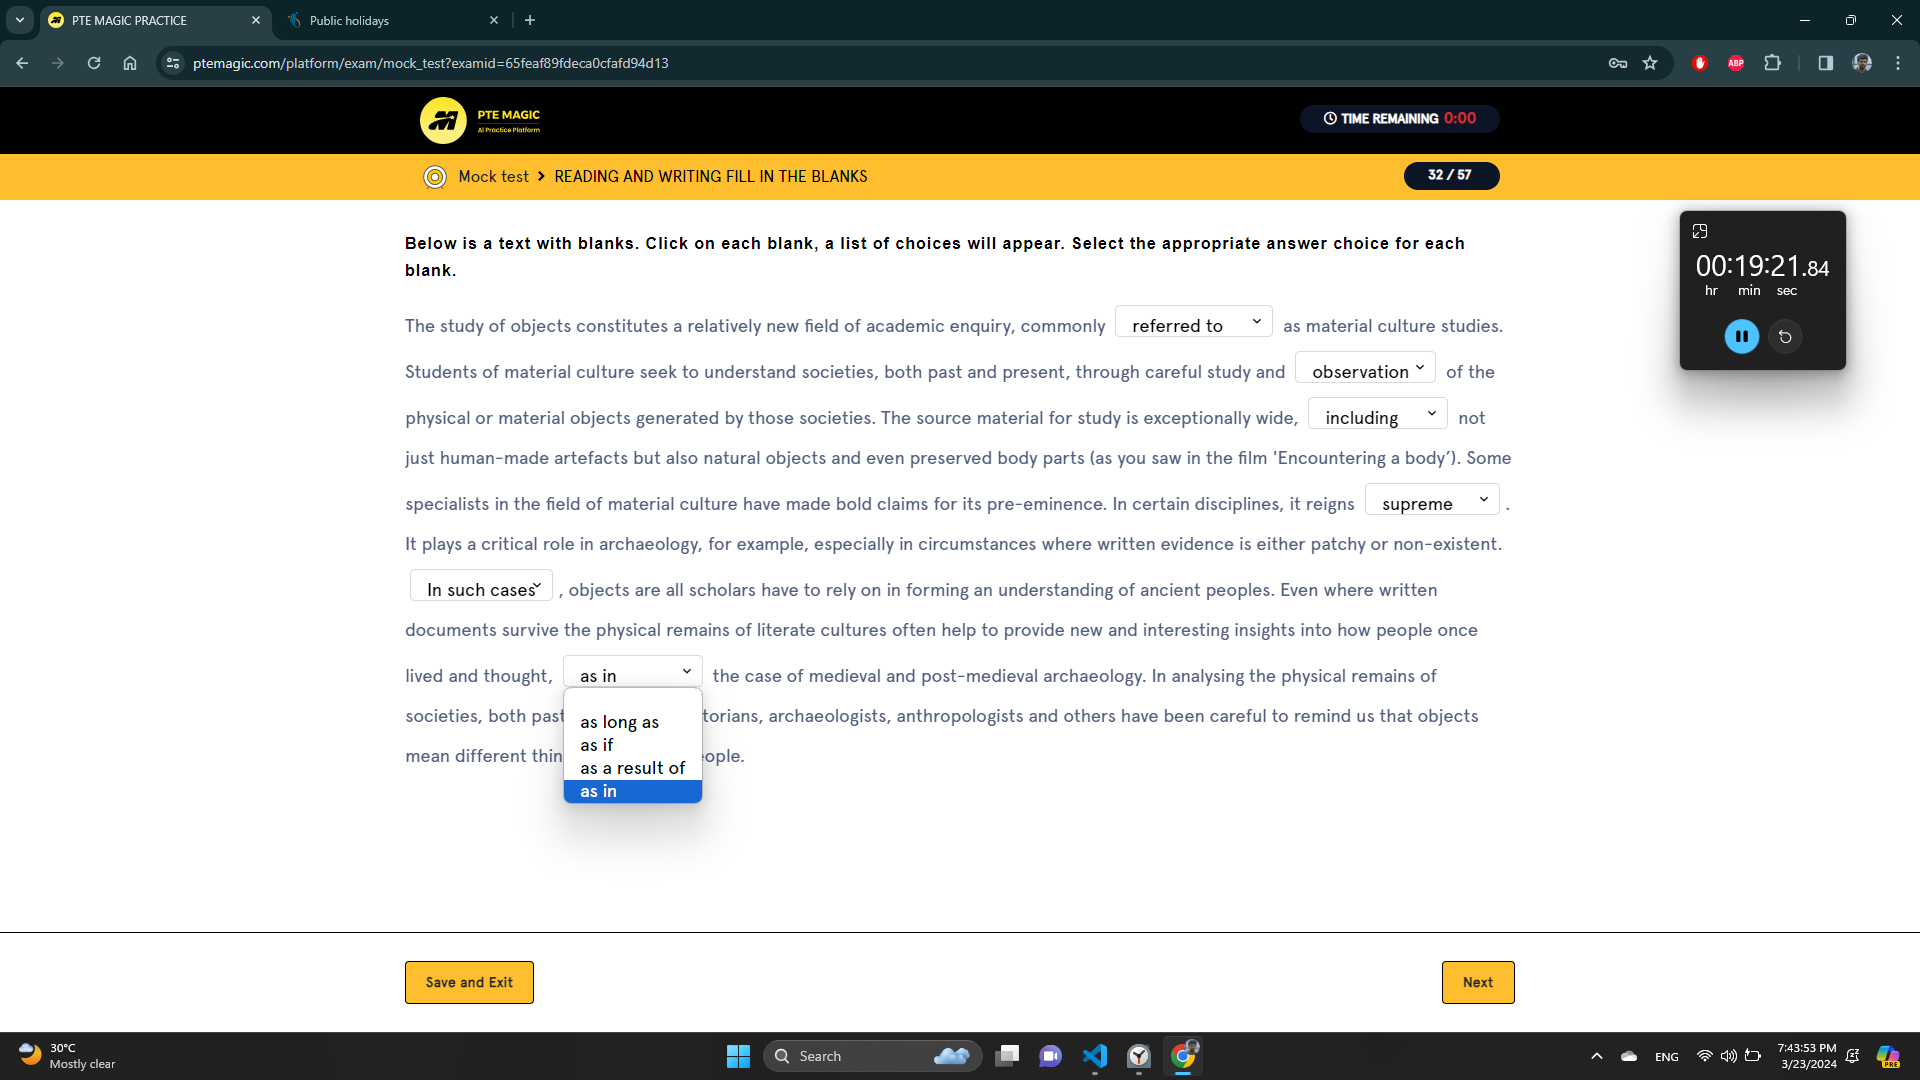 PTE MAGIC PRACTICE
Public holidays
ptemagic.com/platform/exam/mock_test?examid=65feaf89fdeca0cfafd94d13
ABP
PTE MAGIC
AI Practice Platform
TIME REMAINING 0:00
Mock test > READING AND WRITING FILL IN THE BLANKS
32 / 57
Below is a text with blanks. Click on each blank, a list of choices will appear. Select the appropriate answer choice for each
blank.
The study of objects constitutes a relatively new field of academic enquiry, commonly referred to as material culture studies.
Students of material culture seek to understand societies, both past and present, through careful study and observation of the
physical or material objects generated by those societies. The source material for study is exceptionally wide, including not
just human-made artefacts but also natural objects and even preserved body parts (as you saw in the film 'Encountering a body’). Some
specialists in the field of material culture have made bold claims for its pre-eminence. In certain disciplines, it reigns supreme .
It plays a critical role in archaeology, for example, especially in circumstances where written evidence is either patchy or non-existent.
In such cases , objects are all scholars have to rely on in forming an understanding of ancient peoples. Even where written
documents survive the physical remains of literate cultures often help to provide new and interesting insights into how people once
lived and thought, as in the case of medieval and post-medieval archaeology. In analysing the physical remains of
societies, both past torians, archaeologists, anthropologists and others have been careful to remind us that objects
mean different thin eople.
as long as
as if
as a result of
as in
00:19:21.84
hr min sec
Save and Exit
Next
30°C
Mostly clear
Search
ENG
7:43:53 PM
3/23/2024
PRE